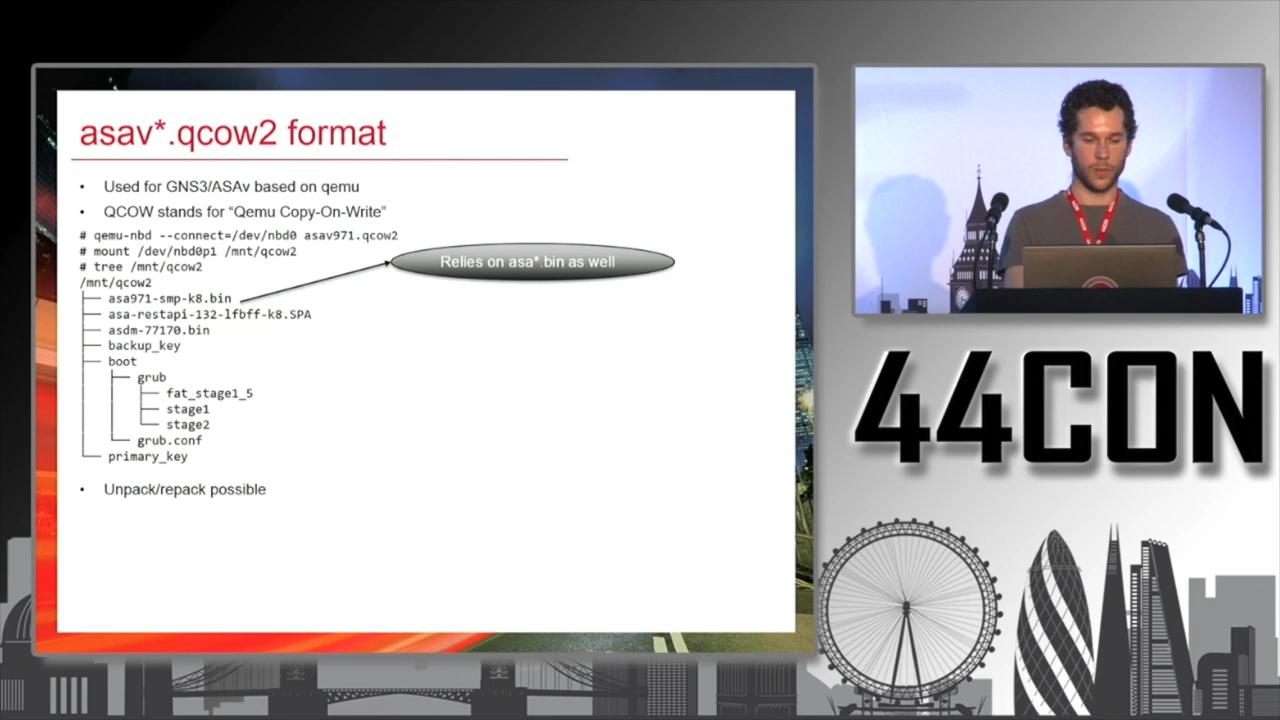 asav*.qcow2 format
• Used for GNS3/ASAv based on qemu
• QCOW stands for “Qemu Copy-On-Write”
# qemu-nbd --connect=/dev/nbd0 asav971.qcow2
# mount /dev/nbd0p1 /mnt/qcow2
# tree /mnt/qcow2
/mnt/qcow2
├── asa971-smp-k8.bin
├── asa-restapi-132-lfbff-k8.SPA
├── asdm-77170.bin
├── backup_key
├── boot
│   ├── grub
│   │   ├── fat_stage1_5
│   │   ├── stage1
│   │   └── stage2
│   └── grub.conf
└── primary_key
Relies on asa*.bin as well
• Unpack/repack possible
44CON